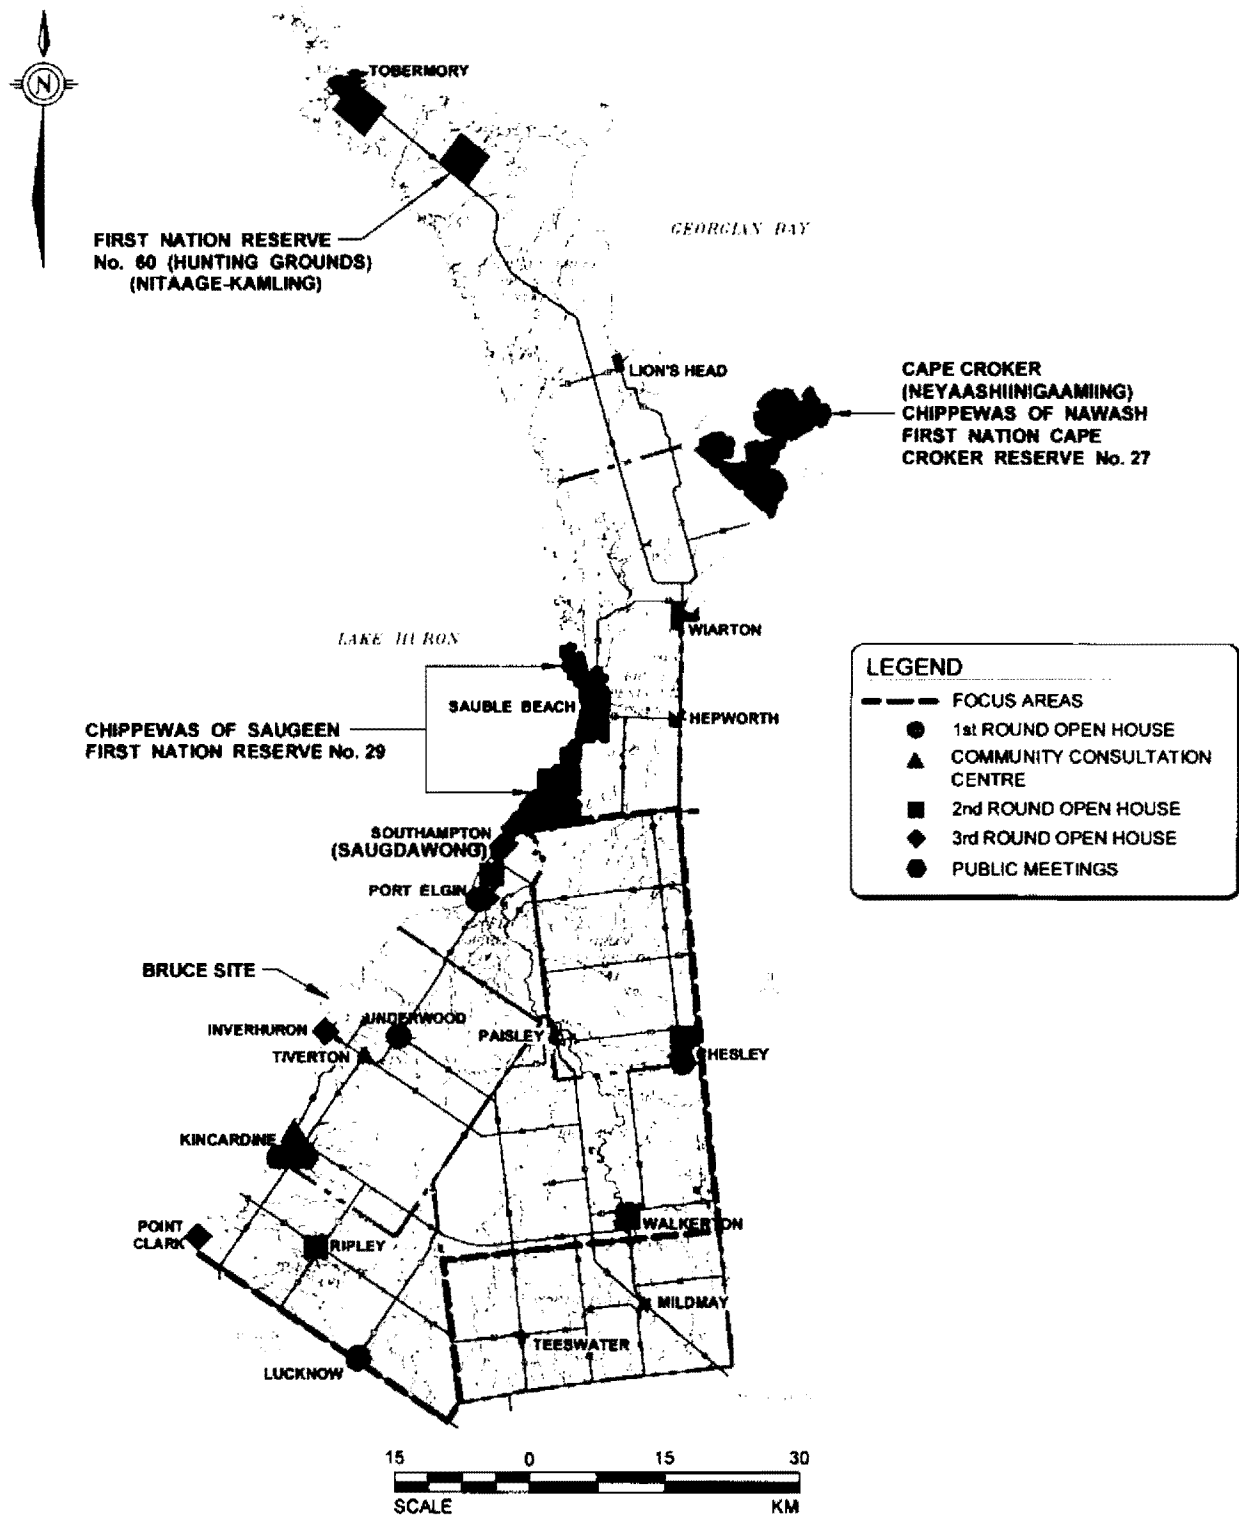 N
TOBERMORY
GEORGIAN BAY
FIRST NATION RESERVE
No. 60 (HUNTING GROUNDS)
(NITAAGE-KAMLING)
LION'S HEAD
CAPE CROKER
(NEYAASHIINIGAAMIING)
CHIPPEWAS OF NAWASH
FIRST NATION CAPE
CROKER RESERVE No. 27
WIARTON
LAKE HURON
SAUBLE BEACH
HEPWORTH
CHIPPEWAS OF SAUGEEN
FIRST NATION RESERVE No. 29
LEGEND
FOCUS AREAS
1st ROUND OPEN HOUSE
COMMUNITY CONSULTATION
CENTRE
2nd ROUND OPEN HOUSE
3rd ROUND OPEN HOUSE
PUBLIC MEETINGS
SOUTHAMPTON
(SAUGDAWONG)
PORT ELGIN
BRUCE SITE
INVERHURON
UNDERWOOD
PAISLEY
TIVERTON
HESLEY
KINCARDINE
POINT
CLARK
RIPLEY
WALKERTON
MILDMAY
TEESWATER
LUCKNOW
15 0 15 30
SCALE KM